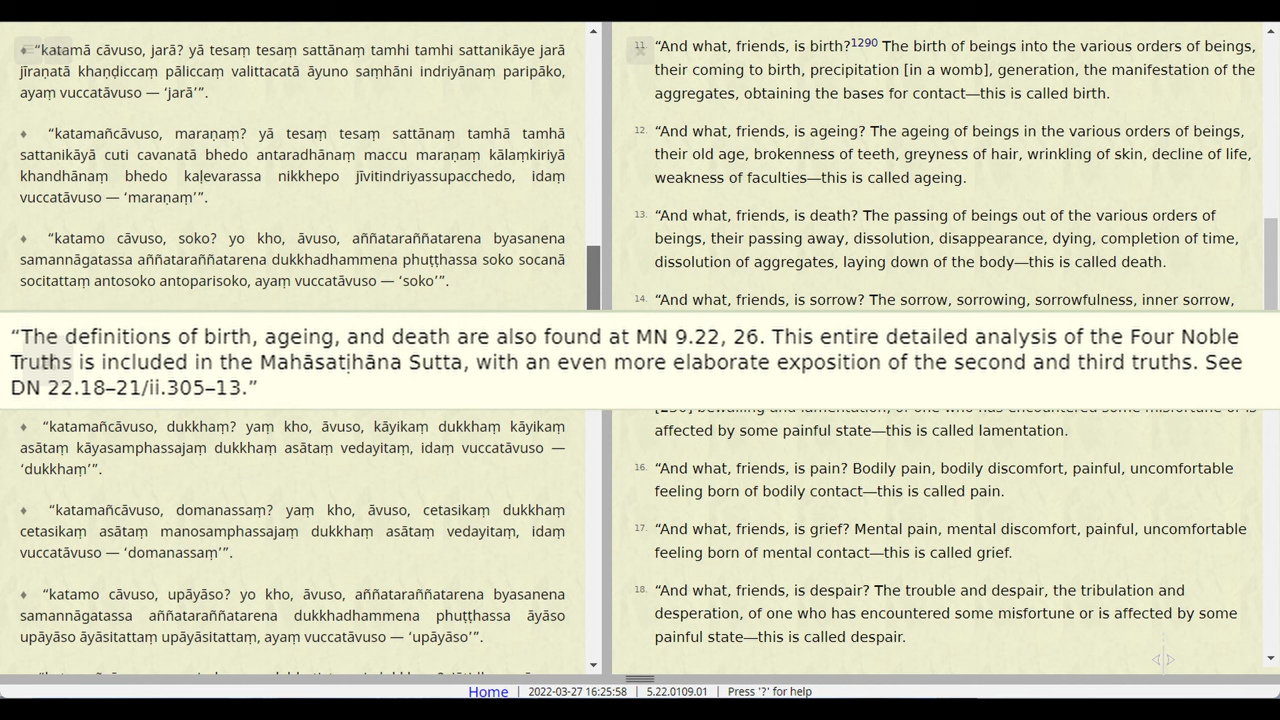 ♦ “katamā cāvuso, jarā? yā tesaṃ tesaṃ sattānaṃ tamhi tamhi sattanikāye jarā
jīraṇatā khaṇḍiccaṃ pāliccaṃ valittacatā āyuno saṃhāni indriyānaṃ paripāko,
ayaṃ vuccatāvuso — ‘jarā’”.
♦ “katamañcāvuso, maraṇaṃ? yā tesaṃ tesaṃ sattānaṃ tamhā tamhā
sattanikāyā cuti cavanatā bhedo antaradhānaṃ maccu maraṇaṃ kālaṃkiriyā
khandhānaṃ bhedo kaḷevarassa nikkhepo jīvitindriyassupacchedo, idaṃ
vuccatāvuso — ‘maraṇaṃ’”.
♦ “katamo cāvuso, soko? yo kho, āvuso, aññataraññatarena byasanena
samannāgatassa aññataraññatarena dukkhadhammena phuṭṭhassa soko socanā
socitattaṃ antosoko antoparisoko, ayaṃ vuccatāvuso — ‘soko’”.
11. “And what, friends, is birth?1290 The birth of beings into the various orders of beings,
their coming to birth, precipitation [in a womb], generation, the manifestation of the
aggregates, obtaining the bases for contact—this is called birth.
12. “And what, friends, is ageing? The ageing of beings in the various orders of beings,
their old age, brokenness of teeth, greyness of hair, wrinkling of skin, decline of life,
weakness of faculties—this is called ageing.
13. “And what, friends, is death? The passing of beings out of the various orders of
beings, their passing away, dissolution, disappearance, dying, completion of time,
dissolution of aggregates, laying down of the body—this is called death.
14. “And what, friends, is sorrow? The sorrow, sorrowing, sorrowfulness, inner sorrow,
“The definitions of birth, ageing, and death are also found at MN 9.22, 26. This entire detailed analysis of the Four Noble
Truths is included in the Mahāsaṭihāna Sutta, with an even more elaborate exposition of the second and third truths. See
DN 22.18–21/ii.305–13.”
♦ “katamañcāvuso, dukkhaṃ? yaṃ kho, āvuso, kāyikaṃ dukkhaṃ kāyikaṃ
asātaṃ kāyasamphassajaṃ dukkhaṃ asātaṃ vedayitaṃ, idaṃ vuccatāvuso —
‘dukkhaṃ’”.
♦ “katamañcāvuso, domanassaṃ? yaṃ kho, āvuso, cetasikaṃ dukkhaṃ
cetasikaṃ asātaṃ manosamphassajaṃ dukkhaṃ asātaṃ vedayitaṃ, idaṃ
vuccatāvuso — ‘domanassaṃ’”.
♦ “katamo cāvuso, upāyāso? yo kho, āvuso, aññataraññatarena byasanena
samannāgatassa aññataraññatarena dukkhadhammena phuṭṭhassa āyāso
upāyāso āyāsitattaṃ upāyāsitattaṃ, ayaṃ vuccatāvuso — ‘upāyāso’”.
affected by some painful state—this is called lamentation.
16. “And what, friends, is pain? Bodily pain, bodily discomfort, painful, uncomfortable
feeling born of bodily contact—this is called pain.
17. “And what, friends, is grief? Mental pain, mental discomfort, painful, uncomfortable
feeling born of mental contact—this is called grief.
18. “And what, friends, is despair? The trouble and despair, the tribulation and
desperation, of one who has encountered some misfortune or is affected by some
painful state—this is called despair.
Home | 2022-03-27 16:25:58 | 5.22.0109.01 | Press '?' for help